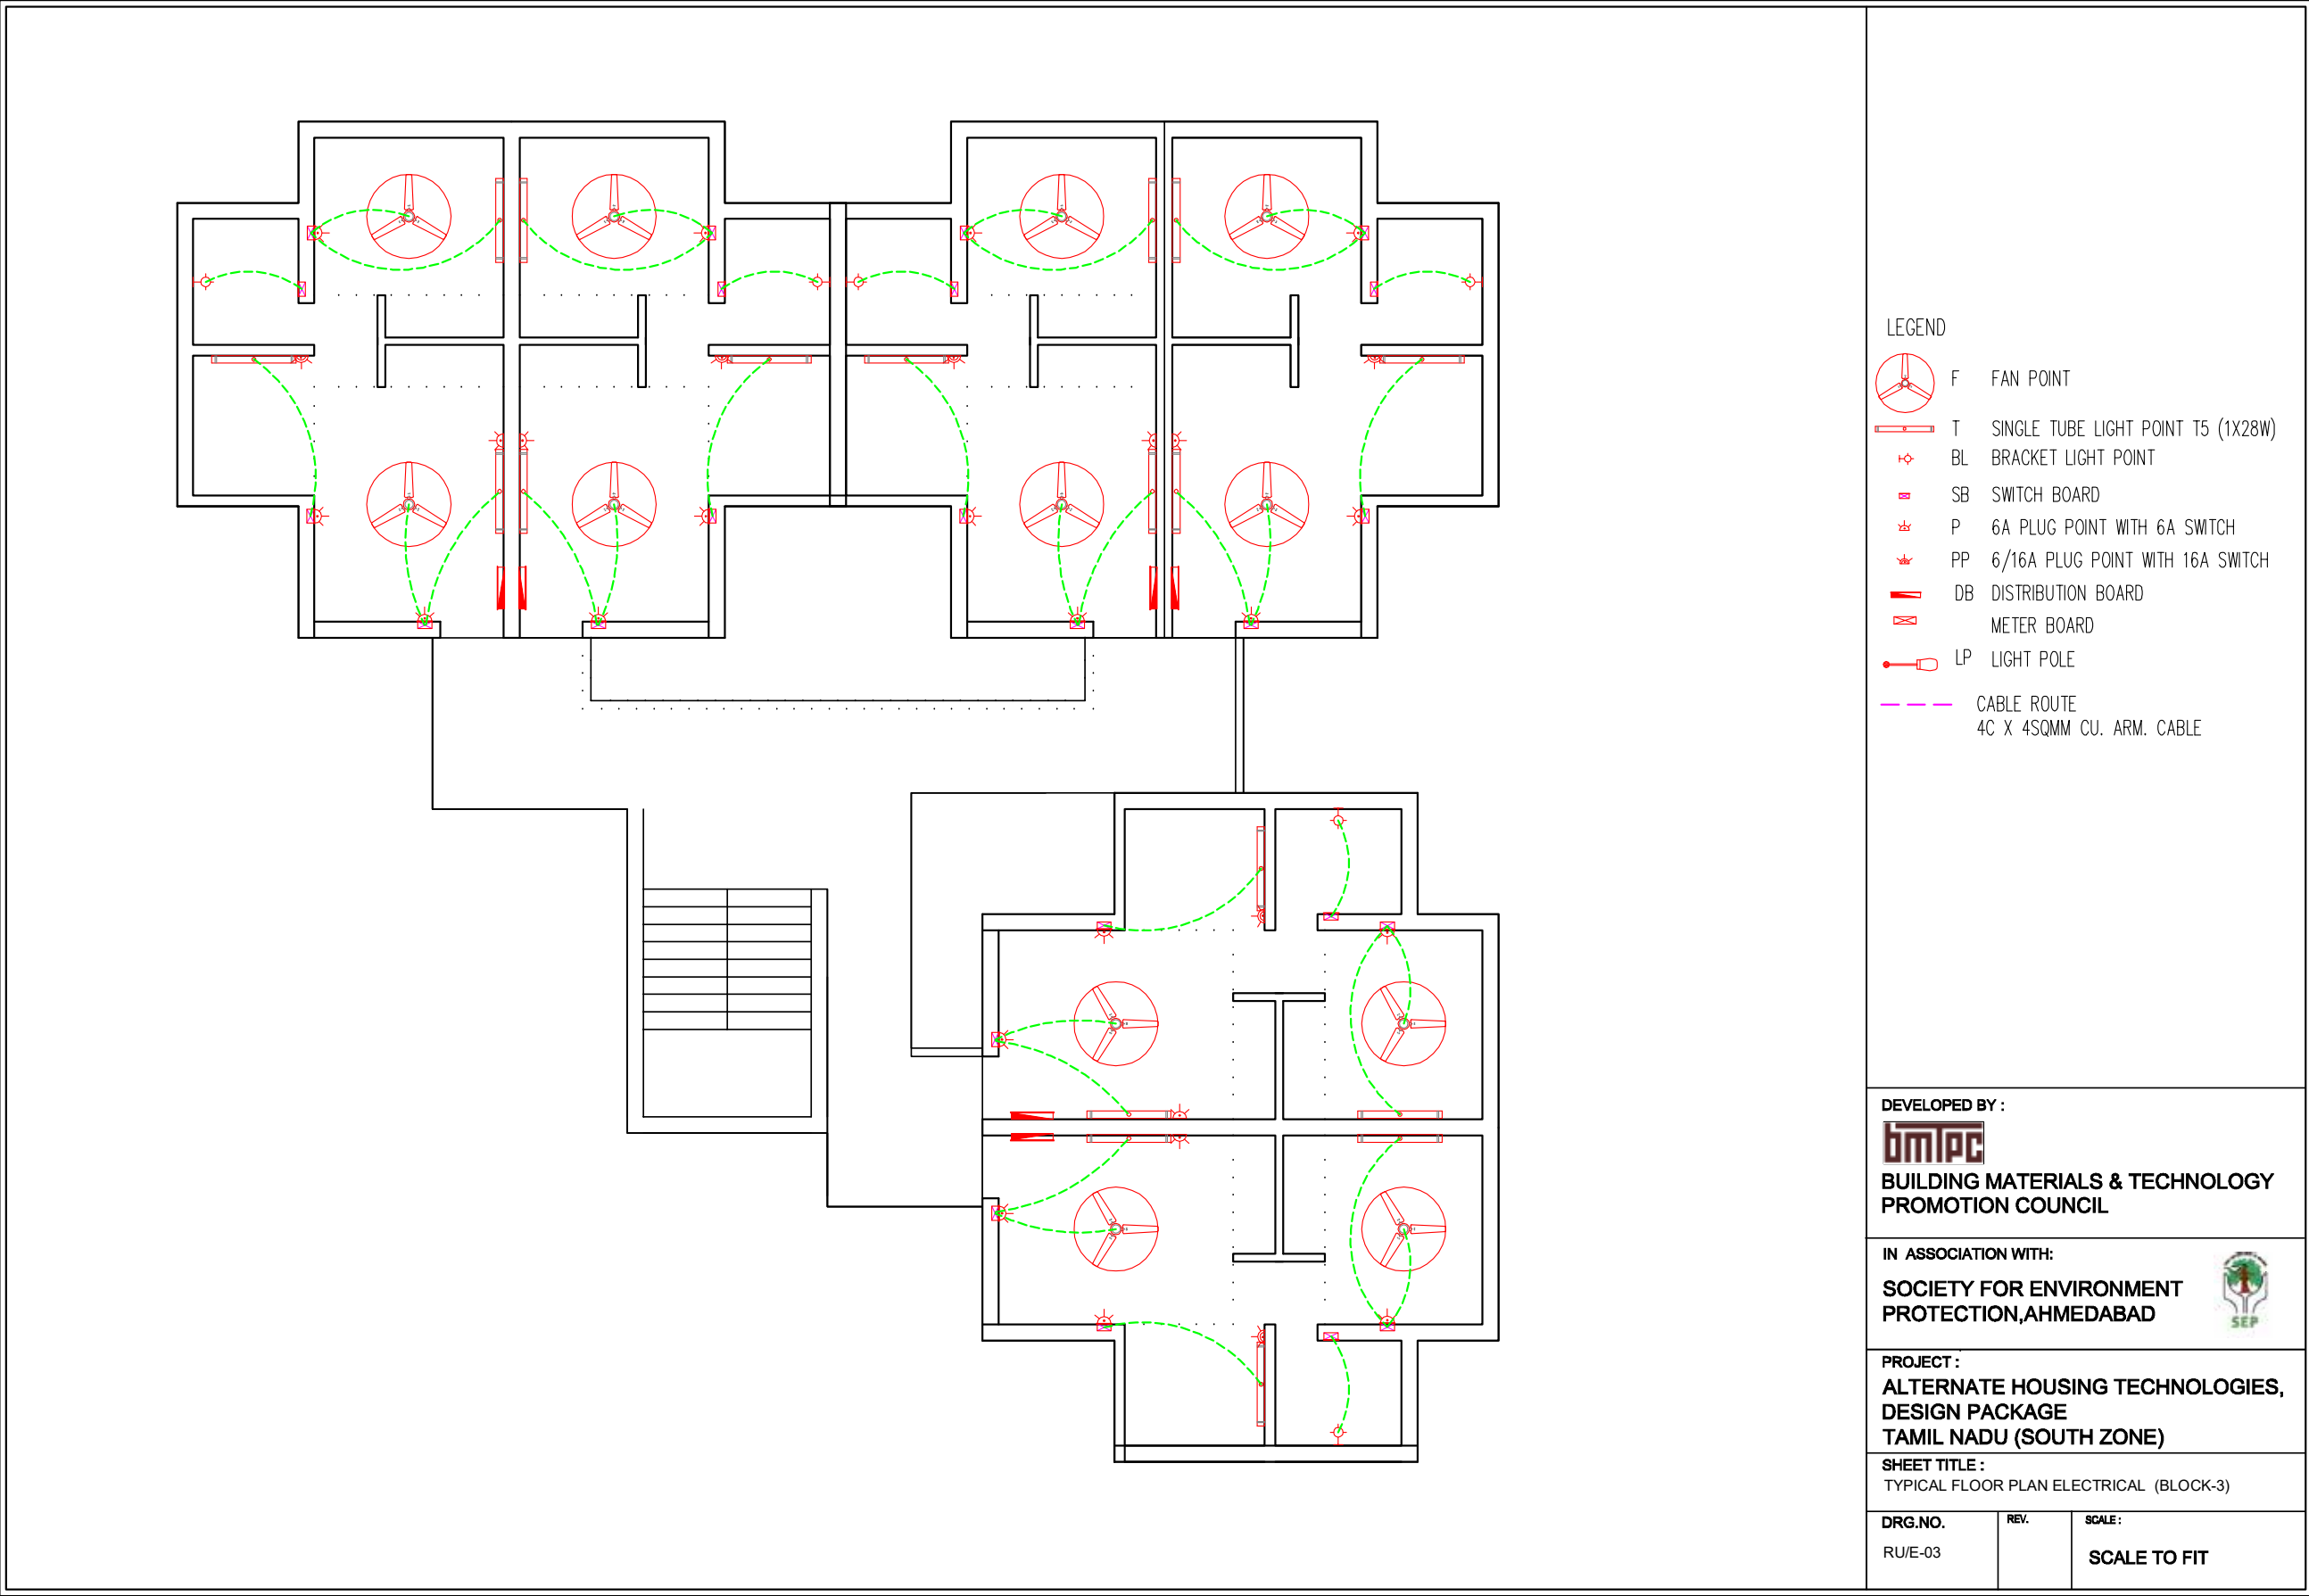 LEGEND
F FAN POINT
T SINGLE TUBE LIGHT POINT T5 (1X28W)
BL BRACKET LIGHT POINT
SB SWITCH BOARD
P 6A PLUG POINT WITH 6A SWITCH
PP 6/16A PLUG POINT WITH 16A SWITCH
DB DISTRIBUTION BOARD
METER BOARD
LP LIGHT POLE
CABLE ROUTE
4C X 4SQMM CU. ARM. CABLE
DEVELOPED BY :
bmTpc
BUILDING MATERIALS & TECHNOLOGY
PROMOTION COUNCIL
IN ASSOCIATION WITH:
SOCIETY FOR ENVIRONMENT
PROTECTION,AHMEDABAD
SEP
PROJECT :
ALTERNATE HOUSING TECHNOLOGIES,
DESIGN PACKAGE
TAMIL NADU (SOUTH ZONE)
SHEET TITLE :
TYPICAL FLOOR PLAN ELECTRICAL (BLOCK-3)
DRG.NO. REV. SCALE :
RU/E-03 SCALE TO FIT